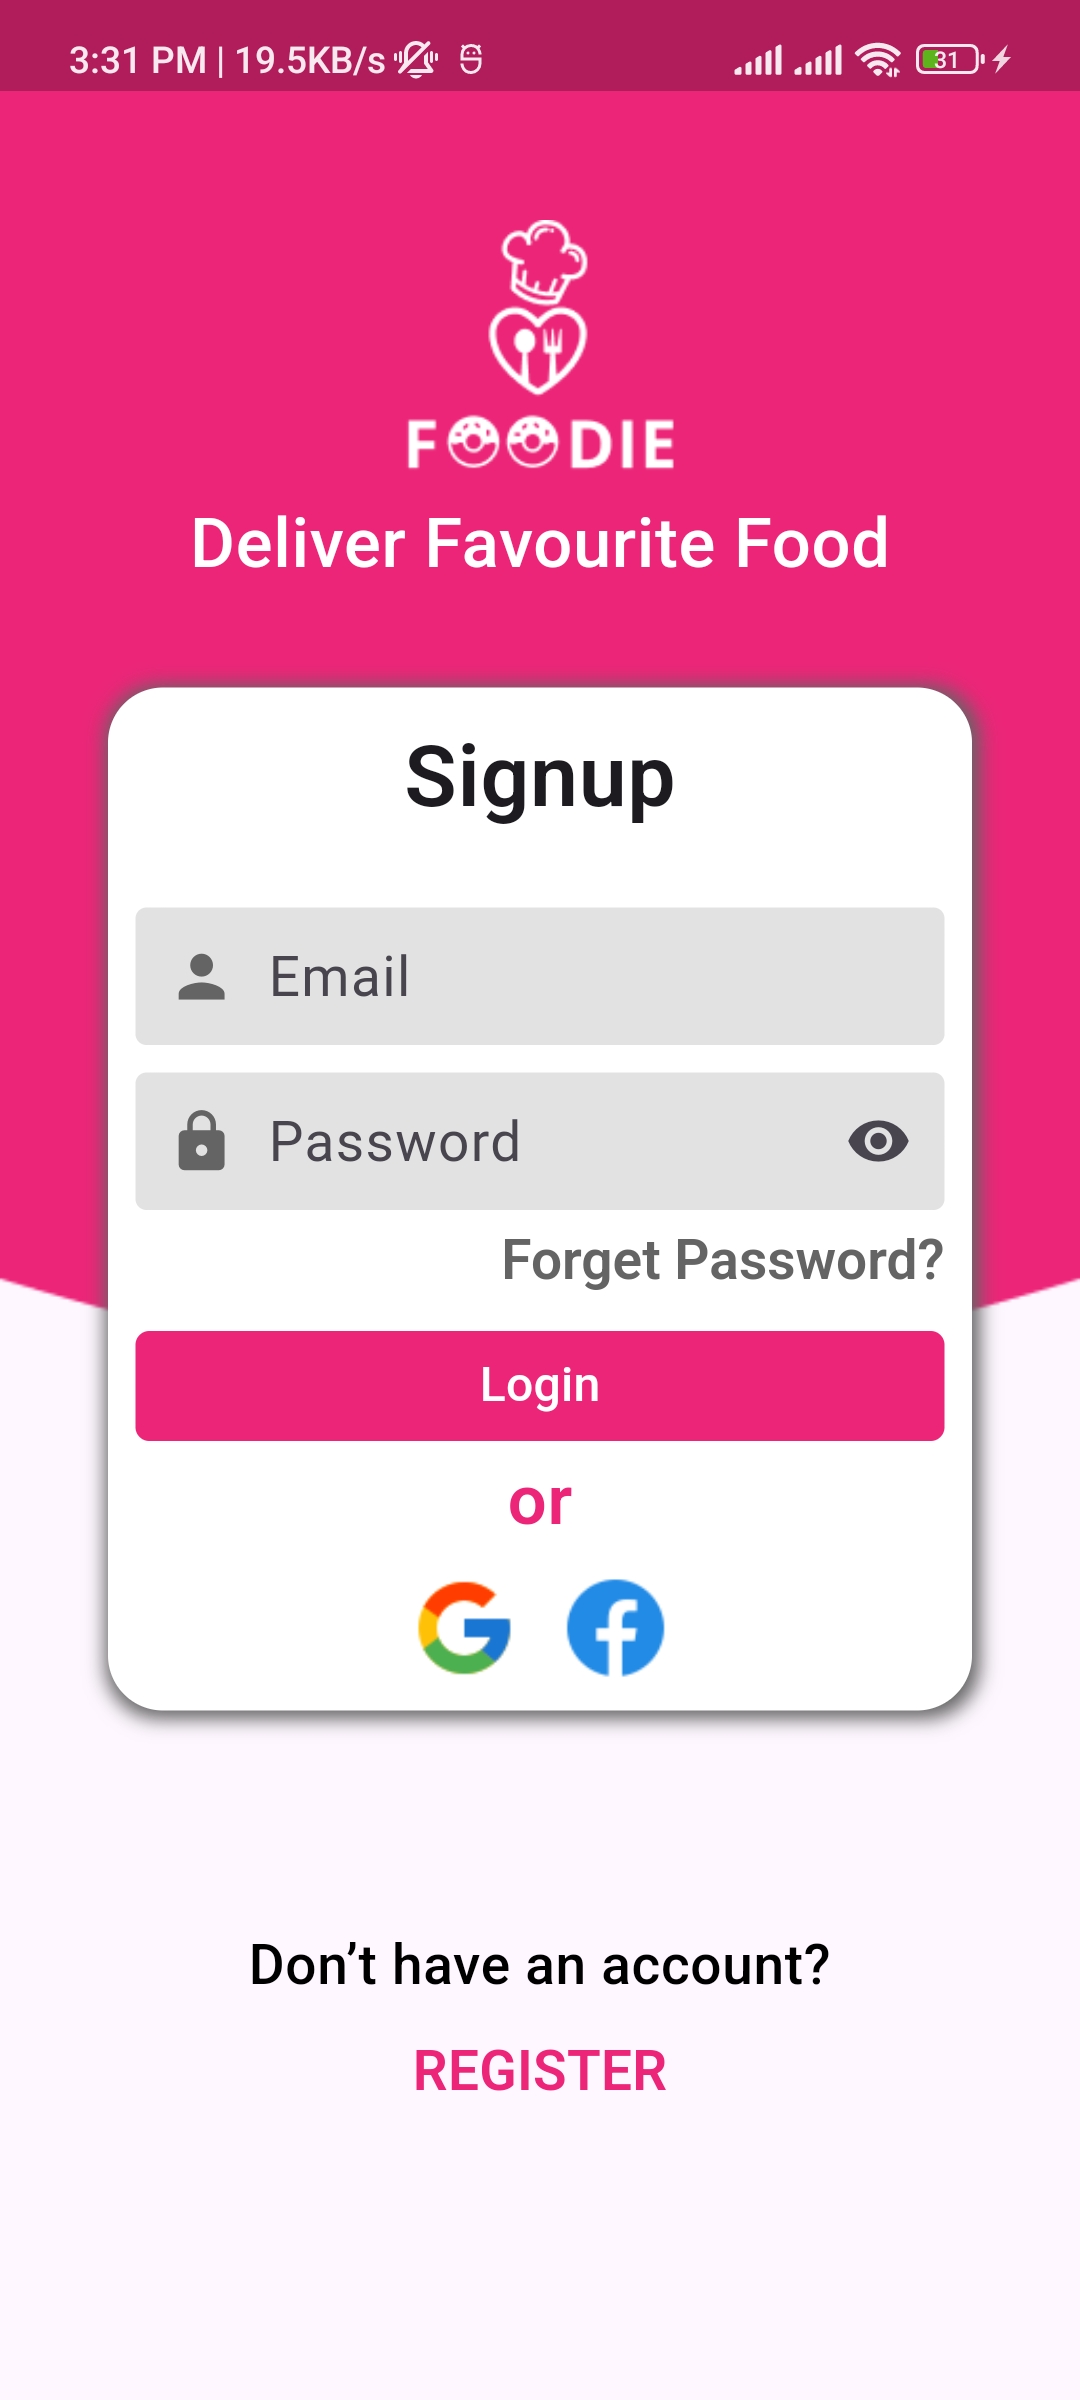 3:31 PM | 19.5KB/s 31
FOODIE
Deliver Favourite Food
Signup
Email
Password
Forget Password?
Login
or
Don’t have an account?
REGISTER